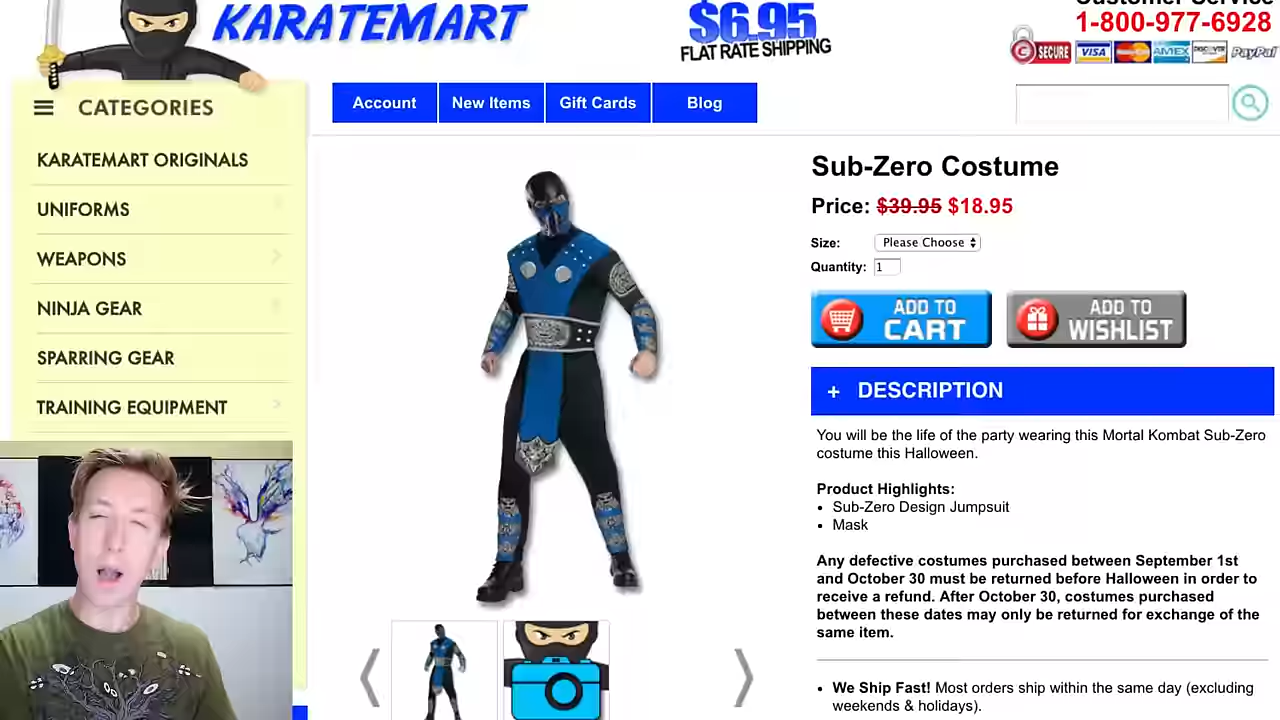 KARATEMART
$6.95
FLAT RATE SHIPPING
Customer Service
1-800-977-6928
SECURE VISA MasterCard AMEX DISCOVER PayPal
CATEGORIES
Account
New Items
Gift Cards
Blog
KARATEMART ORIGINALS
UNIFORMS
WEAPONS
NINJA GEAR
SPARRING GEAR
TRAINING EQUIPMENT
Sub-Zero Costume
Price: $39.95 $18.95
Size: Please Choose
Quantity: 1
ADD TO
CART
ADD TO
WISHLIST
+ DESCRIPTION
You will be the life of the party wearing this Mortal Kombat Sub-Zero
costume this Halloween.
Product Highlights:
• Sub-Zero Design Jumpsuit
• Mask
Any defective costumes purchased between September 1st
and October 30 must be returned before Halloween in order to
receive a refund. After October 30, costumes purchased
between these dates may only be returned for exchange of the
same item.
• We Ship Fast! Most orders ship within the same day (excluding
weekends & holidays).